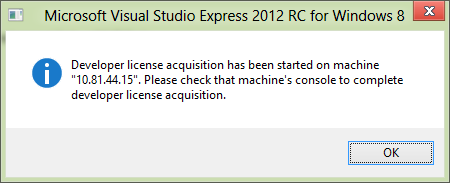 Microsoft Visual Studio Express 2012 RC for Windows 8
Developer license acquisition has been started on machine
"10.81.44.15". Please check that machine's console to complete
developer license acquisition.
OK